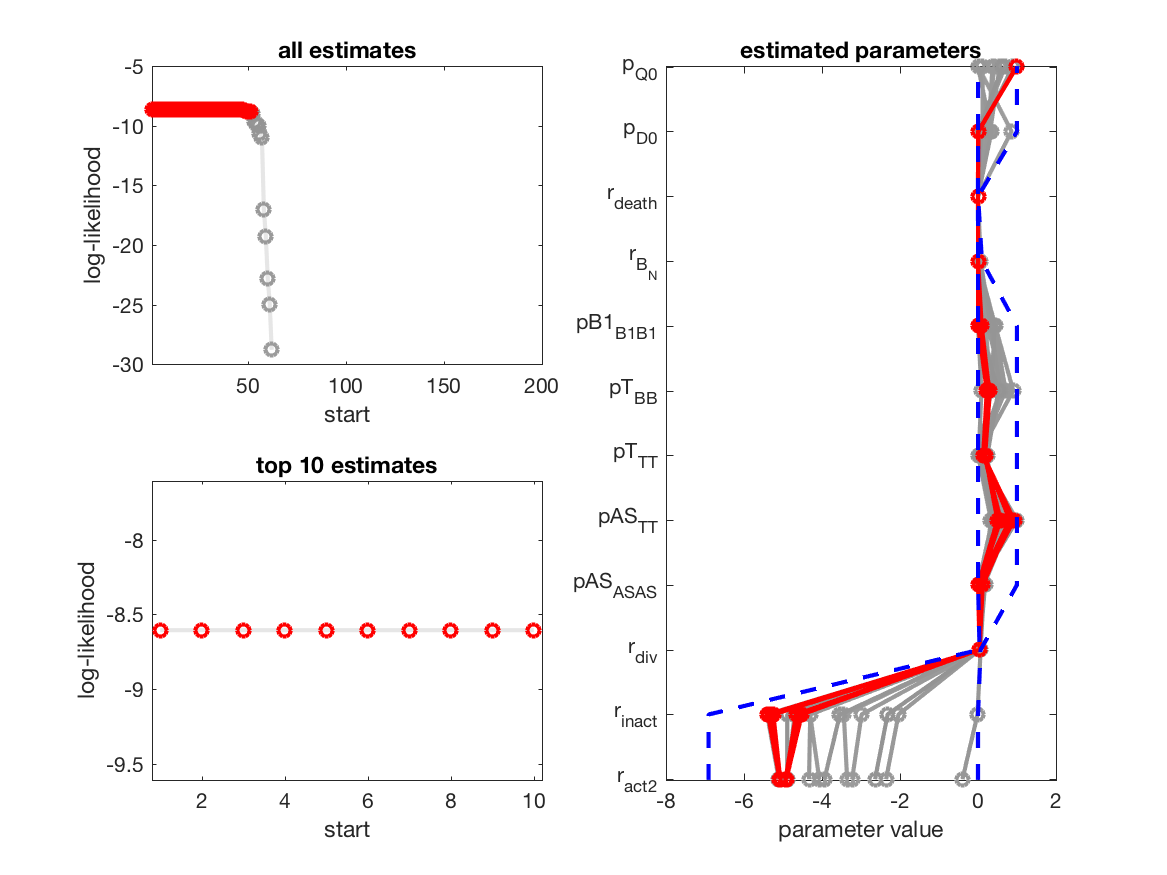 all estimates
-5
-10
-15
-20
-25
-30
50
100
150
200
log-likelihood
start
top 10 estimates
-8
-8.5
-9
-9.5
2
4
6
8
10
log-likelihood
start
estimated parameters
p_Q0
p_D0
r_death
r_B_N
pB1_B1B1
pT_BB
pT_TT
pAS_TT
pAS_ASAS
r_div
r_inact
r_act2
-8
-6
-4
-2
0
2
parameter value